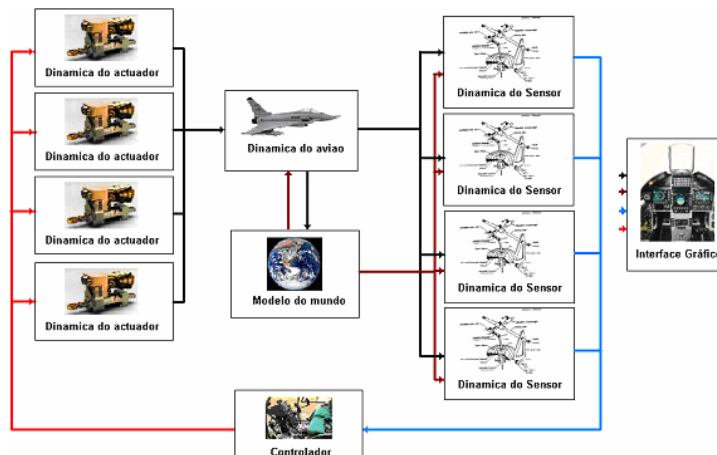 Dinamica do actuador
Dinamica do actuador
Dinamica do actuador
Dinamica do actuador
Dinamica do aviao
Modelo do mundo
Dinamica do Sensor
Dinamica do Sensor
Dinamica do Sensor
Dinamica do Sensor
Interface Gráfic
Controlador